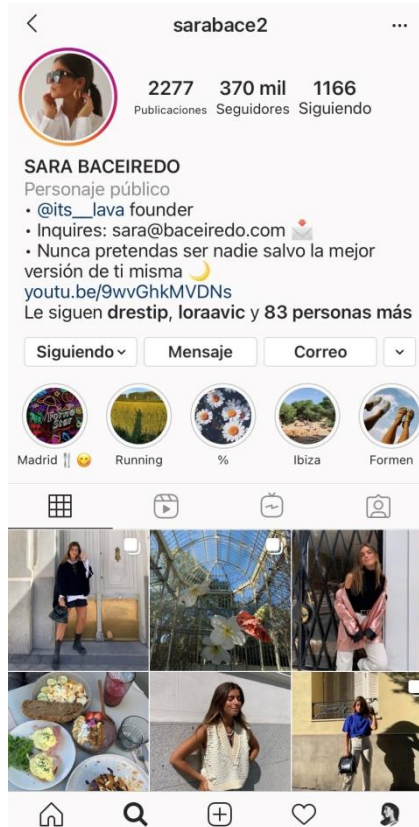 sarabace2
2277 370 mil 1166
Publicaciones Seguidores Siguiendo
SARA BACEIREDO
Personaje público
• @its__lava founder
• Inquires: sara@baceiredo.com
• Nunca pretendas ser nadie salvo la mejor
versión de ti misma
youtu.be/9wvGhkMVDNs
Le siguen drestip, loraavic y 83 personas más
Siguiendo Mensaje Correo
Madrid Running % Ibiza Formen